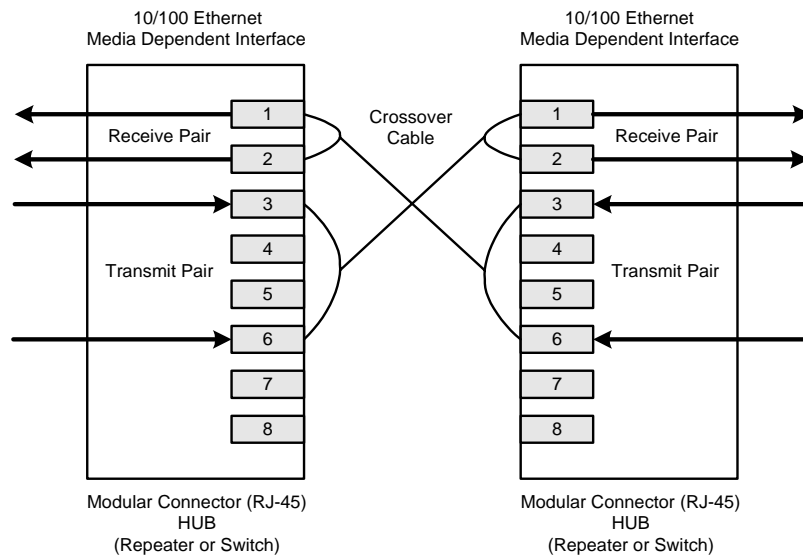 10/100 Ethernet
Media Dependent Interface
10/100 Ethernet
Media Dependent Interface
1
Receive Pair
2
3
4
Transmit Pair
5
6
7
8
Crossover
Cable
1
Receive Pair
2
3
4
Transmit Pair
5
6
7
8
Modular Connector (RJ-45)
HUB
(Repeater or Switch)
Modular Connector (RJ-45)
HUB
(Repeater or Switch)